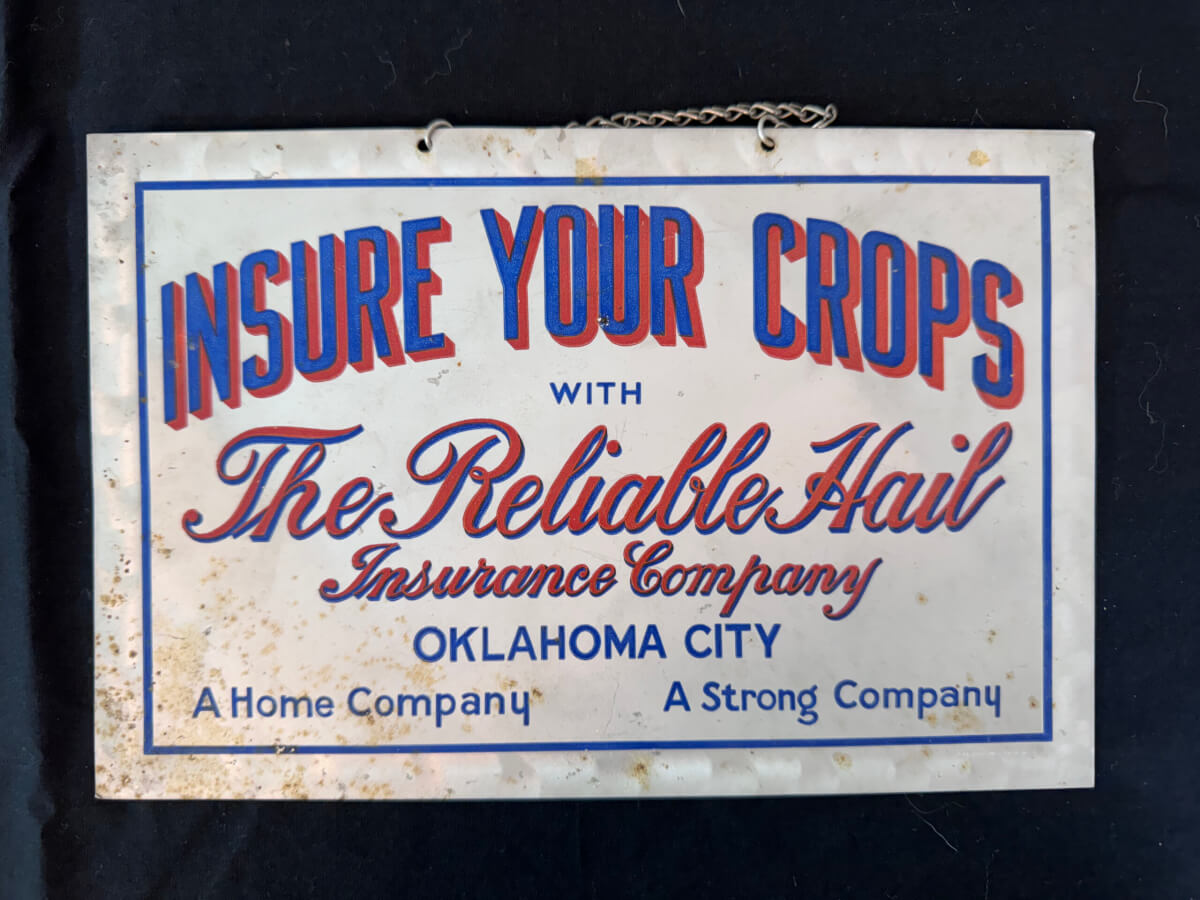 INSURE YOUR CROPS
WITH
The Reliable Hail
Insurance Company
OKLAHOMA CITY
A Home Company A Strong Company